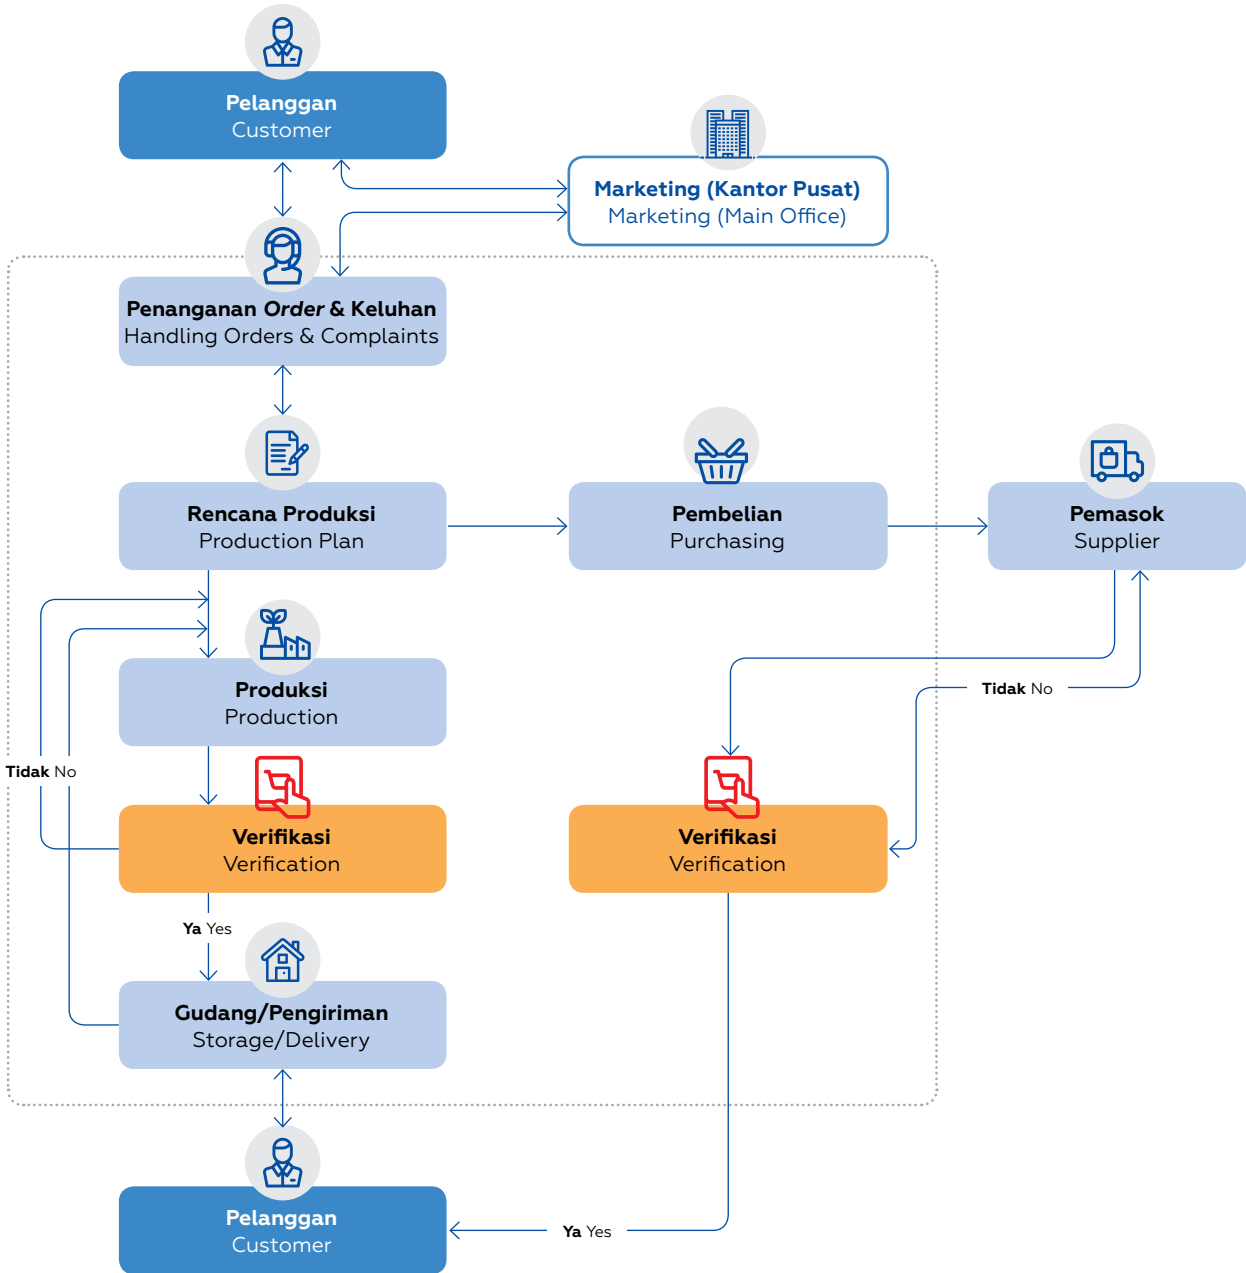 Pelanggan
Customer
Marketing (Kantor Pusat)
Marketing (Main Office)
Penanganan Order & Keluhan
Handling Orders & Complaints
Rencana Produksi
Production Plan
Pembelian
Purchasing
Pemasok
Supplier
Produksi
Production
Tidak No
Tidak No
Verifikasi
Verification
Verifikasi
Verification
Ya Yes
Gudang/Pengiriman
Storage/Delivery
Pelanggan
Customer
Ya Yes